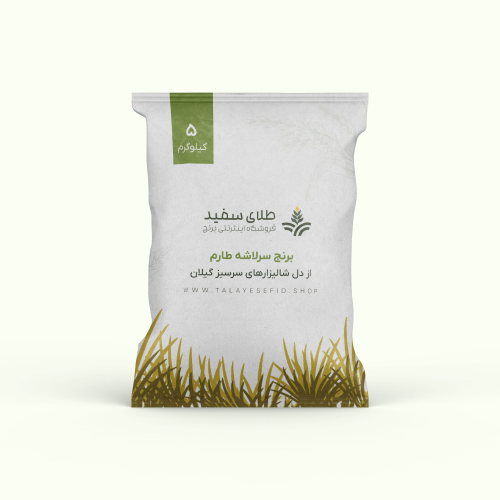 ۵
کیلوگرم
طلای سفید
فروشگاه اینترنتی برنج
برنج سرلاشه طارم
از دل شالیزارهای سرسبز گیلان
WWW.TALAYESEFID.SHOP